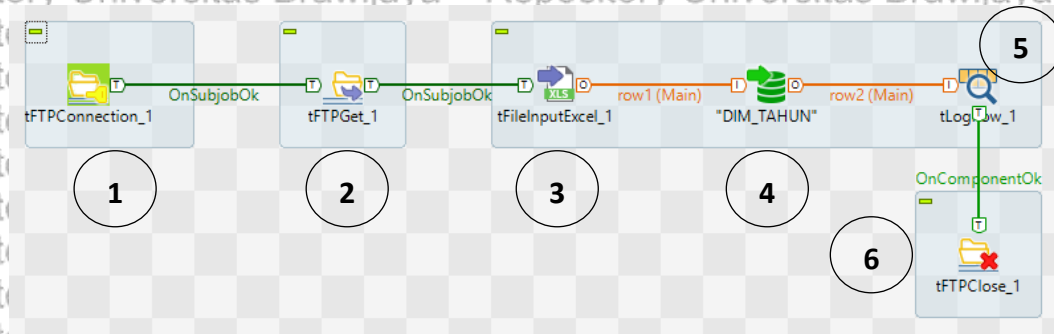 5
OnSubjobOk
OnSubjobOk
row1 (Main)
row2 (Main)
tFTPConnection_1
tFTPGet_1
tFileInputExcel_1
"DIM_TAHUN"
tLogRow_1
1
2
3
4
OnComponentOk
6
tFTPClose_1